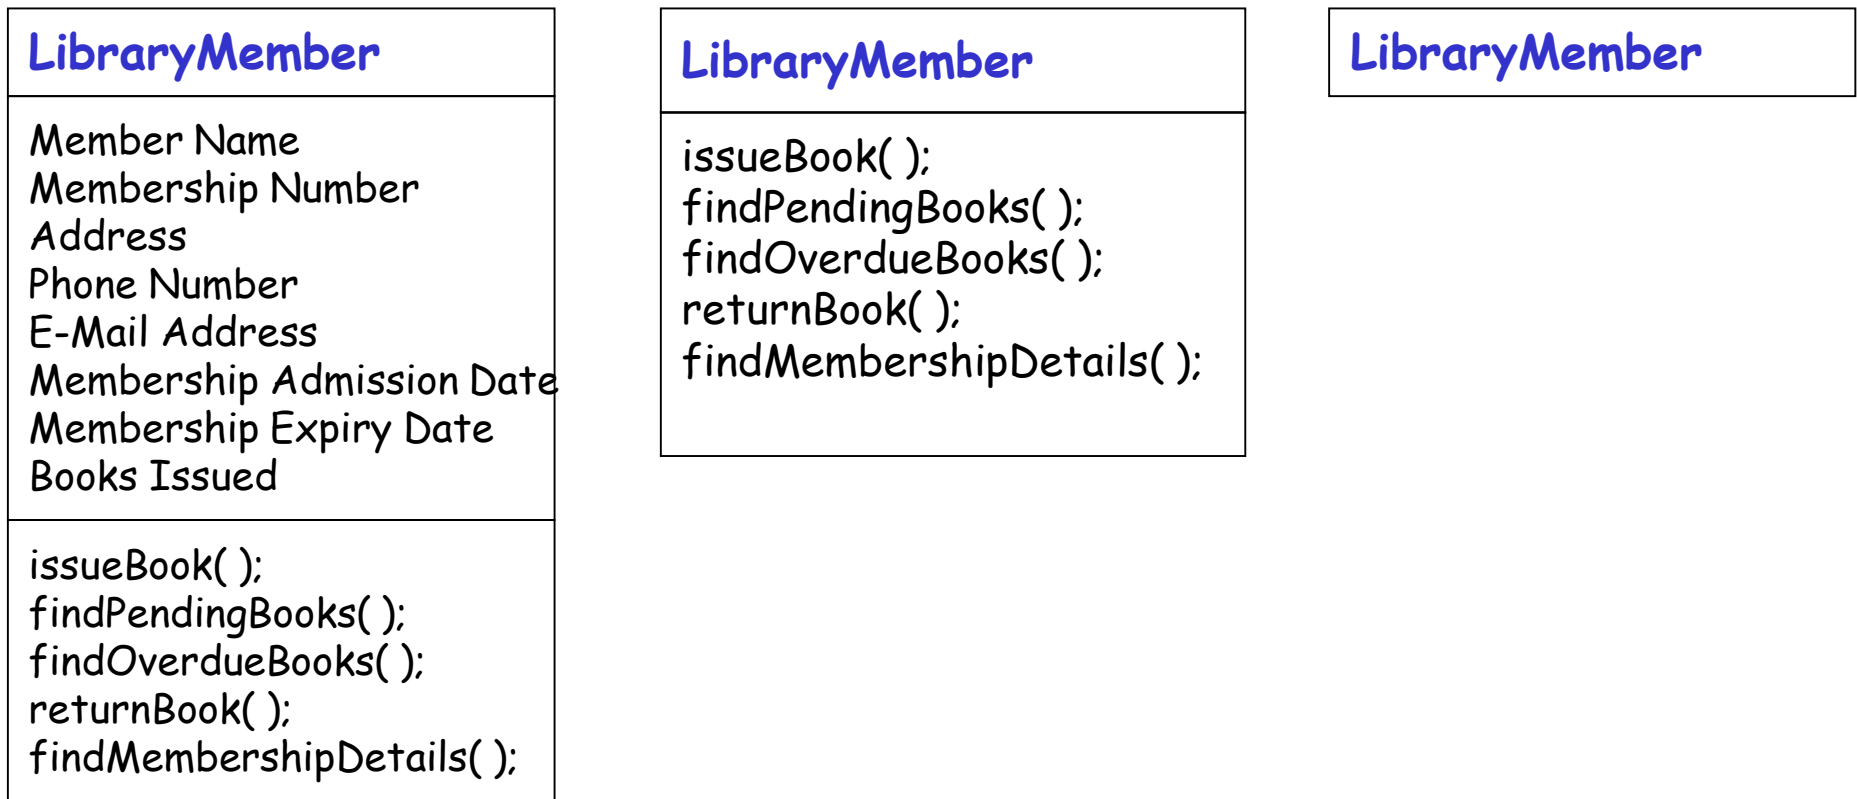 LibraryMember
Member Name
Membership Number
Address
Phone Number
E-Mail Address
Membership Admission Date
Membership Expiry Date
Books Issued
issueBook( );
findPendingBooks( );
findOverdueBooks( );
returnBook( );
findMembershipDetails( );
LibraryMember
issueBook( );
findPendingBooks( );
findOverdueBooks( );
returnBook( );
findMembershipDetails( );
LibraryMember